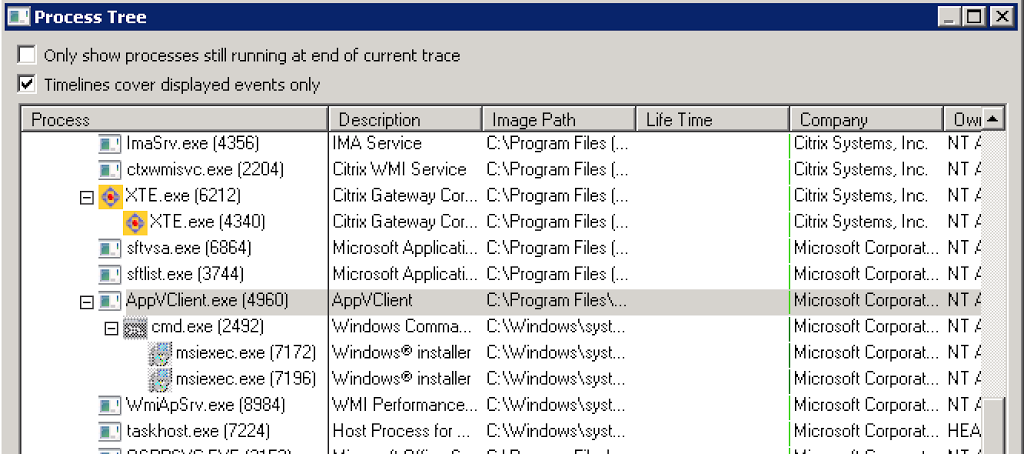 Process Tree
Only show processes still running at end of current trace
Timelines cover displayed events only
Process Description Image Path Life Time Company
ImaSrv.exe (4356) IMA Service C:\Program Files (... Citrix Systems, Inc. NT
ctxwmisvc.exe (2204) Citrix WMI Service C:\Program Files (... Citrix Systems, Inc. NT
XTE.exe (6212) Citrix Gateway Cor... C:\Program Files (... Citrix Systems, Inc. NT
XTE.exe (4340) Citrix Gateway Cor... C:\Program Files (... Citrix Systems, Inc. NT
sftvsa.exe (6864) Microsoft Applicati... C:\Program Files (... Microsoft Corporat... NT
sftlist.exe (3744) Microsoft Applicati... C:\Program Files (... Microsoft Corporat... NT
AppVClient.exe (4960) AppVClient C:\Program Files\... Microsoft Corporat... NT
cmd.exe (2492) Windows Comma... C:\Windows\syst... Microsoft Corporat... NT
msiexec.exe (7172) Windows® installer C:\Windows\syst... Microsoft Corporat... NT
msiexec.exe (7196) Windows® installer C:\Windows\syst... Microsoft Corporat... NT
WmiApSrv.exe (8984) WMI Performance... C:\Windows\syst... Microsoft Corporat... NT
taskhost.exe (7224) Host Process for ... C:\Windows\syst... Microsoft Corporat... HEA